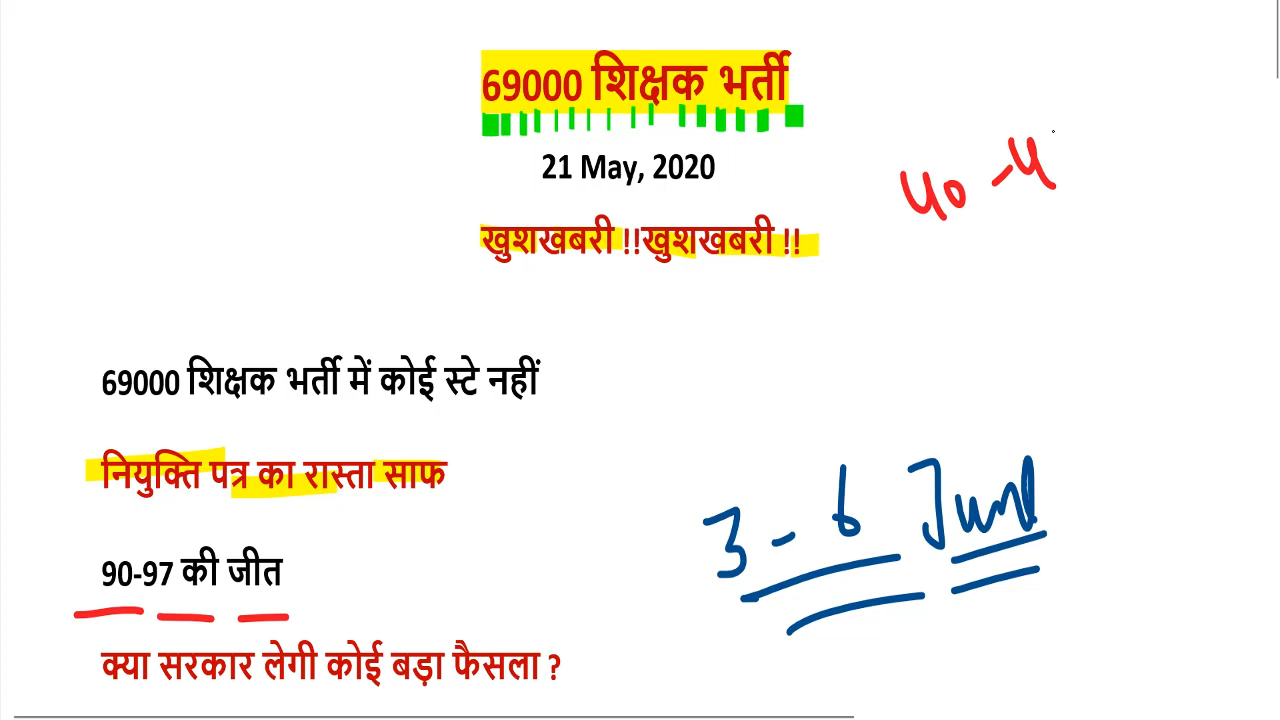 69000 शिक्षक भर्ती
21 May, 2020
40 - 4
खुशखबरी !!खुशखबरी !!
69000 शिक्षक भर्ती में कोई स्टे नहीं
नियुक्ति पत्र का रास्ता साफ
3 - 6 June
90-97 की जीत
क्या सरकार लेगी कोई बड़ा फैसला ?